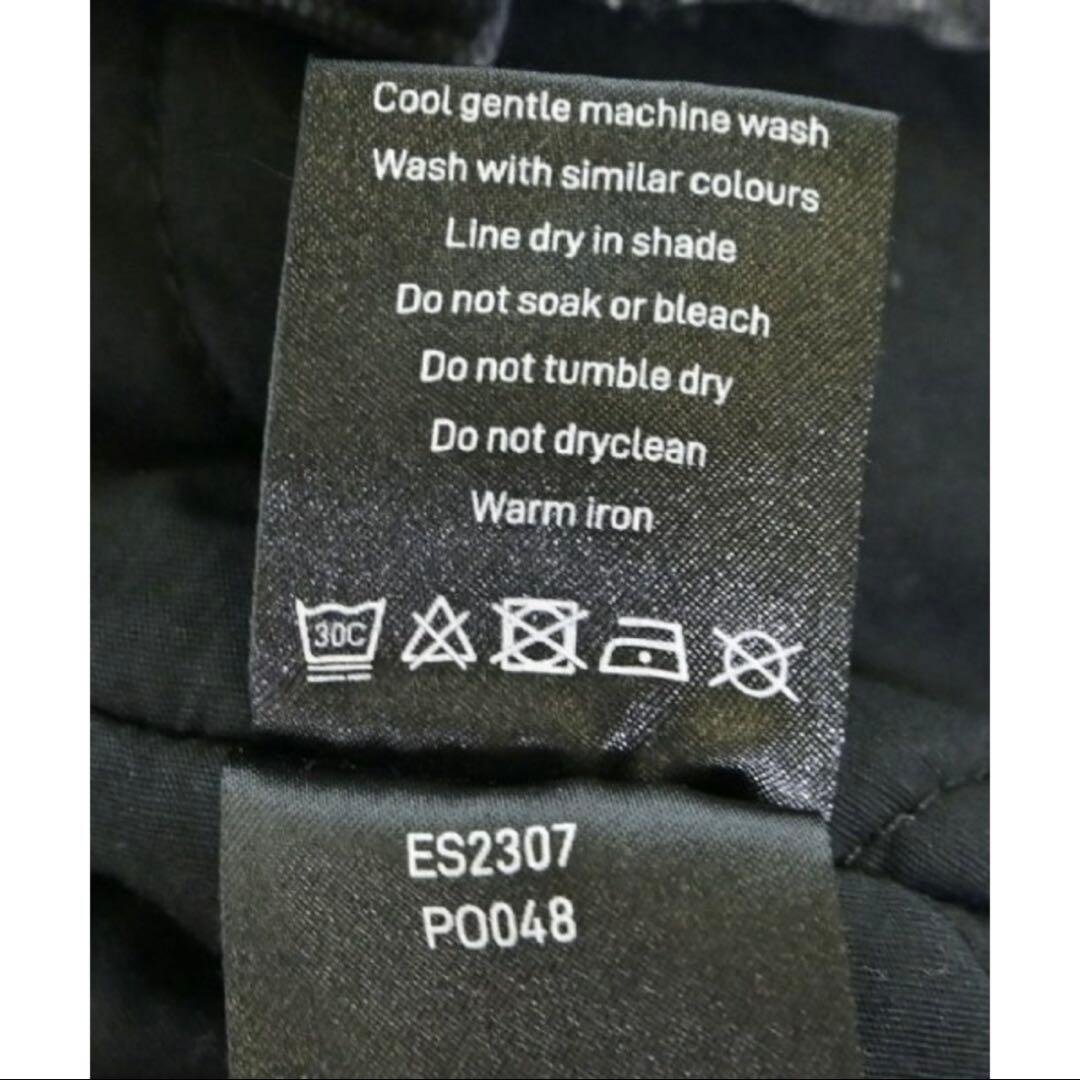 Cool gentle machine wash
Wash with similar colours
Line dry in shade
Do not soak or bleach
Do not tumble dry
Do not dryclean
Warm iron
30C
ES2307
PO048